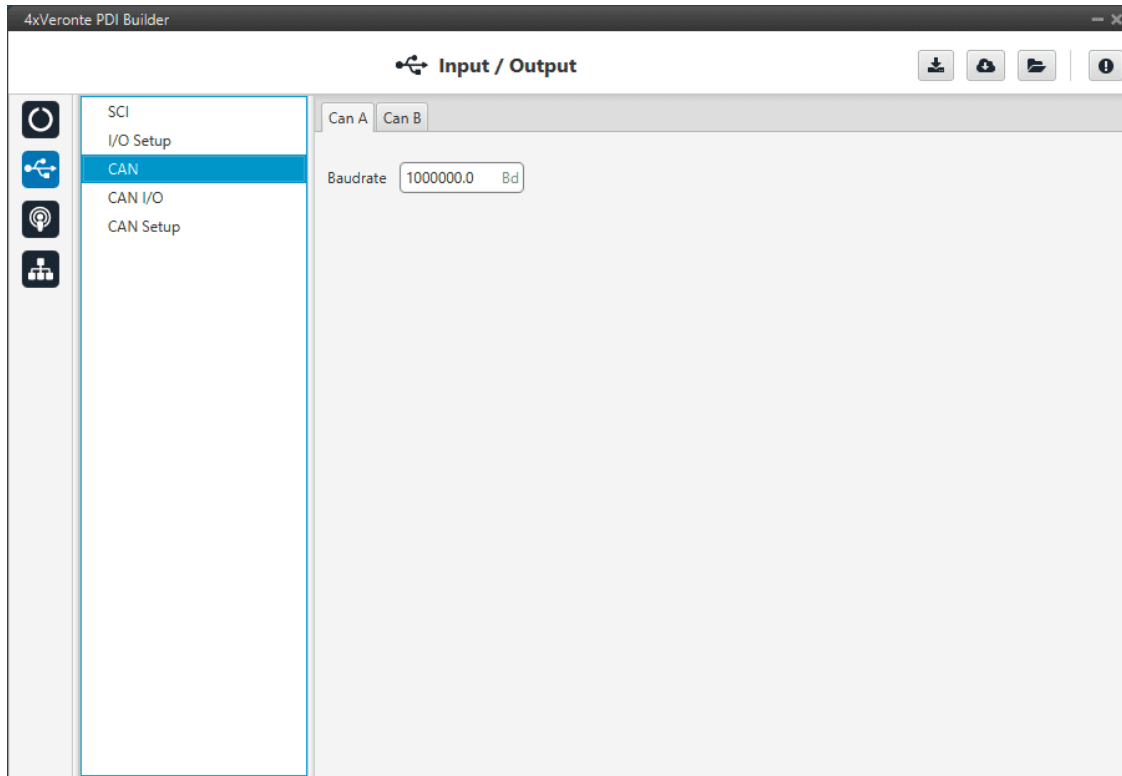 4xVeronte PDI Builder
Input / Output
SCI
I/O Setup
CAN
CAN I/O
CAN Setup
Can A Can B
Baudrate 1000000.0 Bd